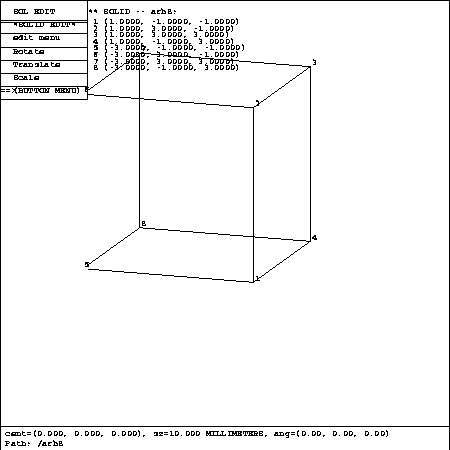 SOL EDIT
*SOLID EDIT*
edit menu
Rotate
Translate
Scale
==>(BUTTON MENU)
** SOLID -- arb8:
1 (1.0000, -1.0000, -1.0000)
2 (1.0000, 3.0000, -1.0000)
3 (1.0000, 3.0000, 3.0000)
4 (1.0000, -1.0000, 3.0000)
5 (-3.0000, -1.0000, -1.0000)
6 (-3.0000, 3.0000, -1.0000)
7 (-3.0000, 3.0000, 3.0000)
8 (-3.0000, -1.0000, 3.0000)
7
3
6
2
8
4
5
1
cent=(0.000, 0.000, 0.000), sz=10.000 MILLIMETERS, ang=(0.00, 0.00, 0.00)
Path: /arb8